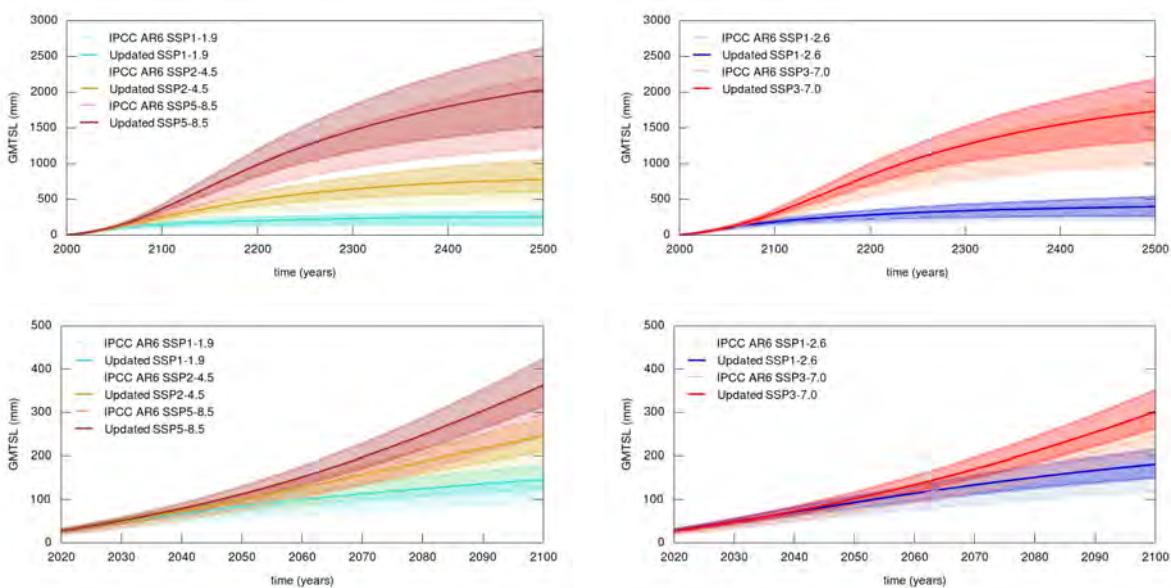 3000
2500
2000
1500
1000
500
0
GMTSL (mm)
IPCC AR6 SSP1-1.9
Updated SSP1-1.9
IPCC AR6 SSP2-4.5
Updated SSP2-4.5
IPCC AR6 SSP5-8.5
Updated SSP5-8.5
2000 2100 2200 2300 2400 2500
time (years)
3000
2500
2000
1500
1000
500
0
GMTSL (mm)
IPCC AR6 SSP1-2.6
Updated SSP1-2.6
IPCC AR6 SSP3-7.0
Updated SSP3-7.0
2000 2100 2200 2300 2400 2500
time (years)
500
400
300
200
100
0
GMTSL (mm)
IPCC AR6 SSP1-1.9
Updated SSP1-1.9
IPCC AR6 SSP2-4.5
Updated SSP2-4.5
IPCC AR6 SSP5-8.5
Updated SSP5-8.5
2020 2030 2040 2050 2060 2070 2080 2090 2100
time (years)
500
400
300
200
100
0
GMTSL (mm)
IPCC AR6 SSP1-2.6
Updated SSP1-2.6
IPCC AR6 SSP3-7.0
Updated SSP3-7.0
2020 2030 2040 2050 2060 2070 2080 2090 2100
time (years)